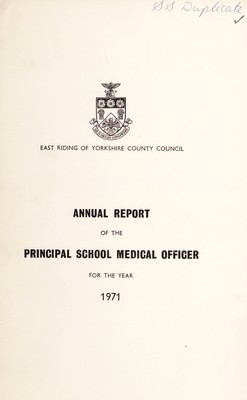 SS Duplicate
EAST RIDING OF YORKSHIRE COUNTY COUNCIL
ANNUAL REPORT
OF THE
PRINCIPAL SCHOOL MEDICAL OFFICER
FOR THE YEAR
1971